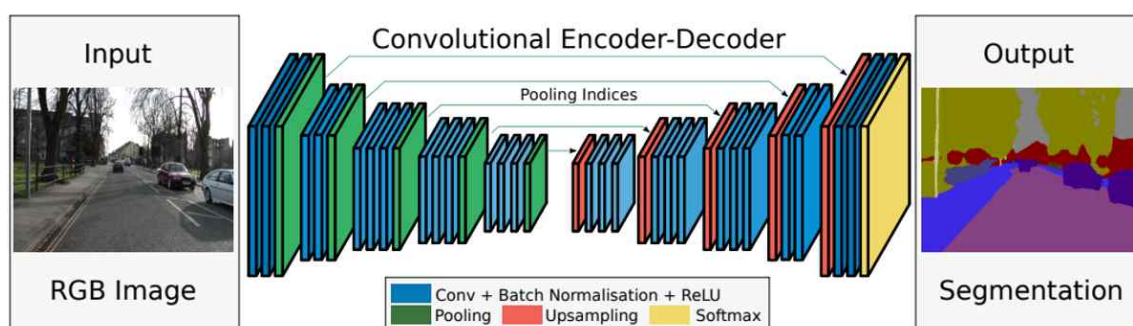 Input
RGB Image
Convolutional Encoder-Decoder
Pooling Indices
Conv + Batch Normalisation + ReLU
Pooling Upsampling Softmax
Output
Segmentation